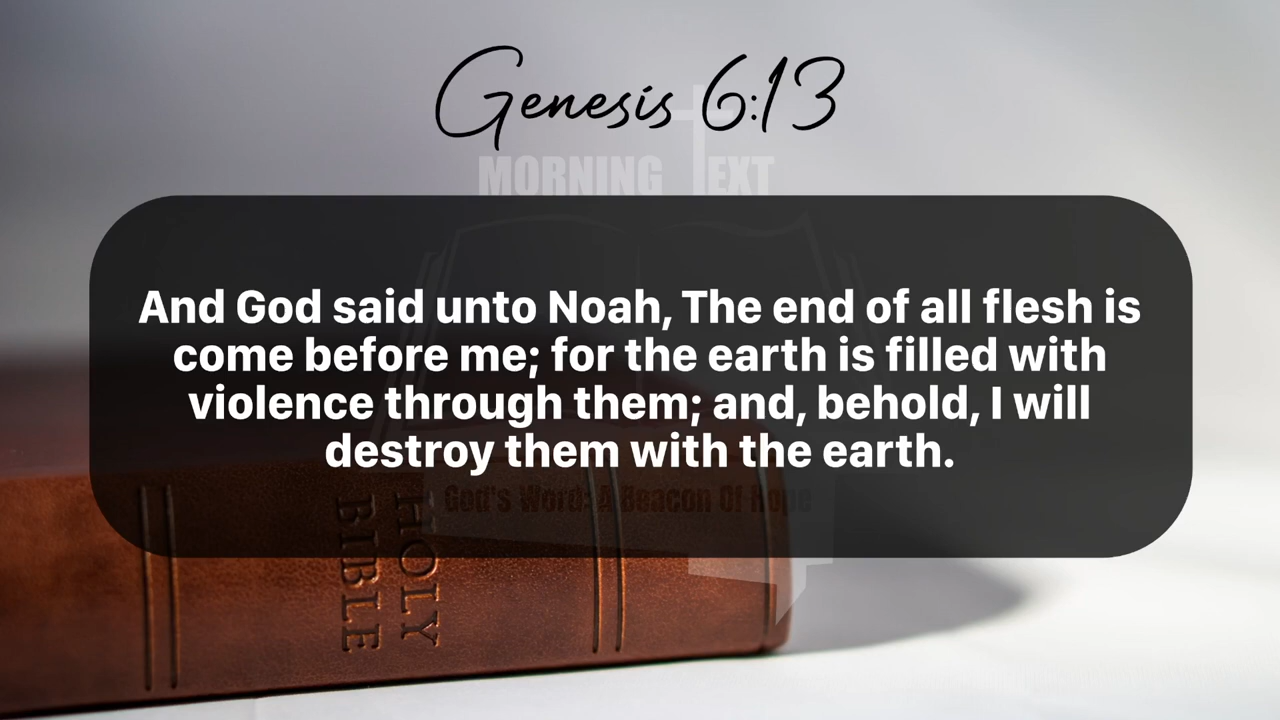 Genesis 6:13
MORNING TEXT
And God said unto Noah, The end of all flesh is
come before me; for the earth is filled with
violence through them; and, behold, I will
destroy them with the earth.
God's Word: A Beacon Of Hope
HOLY
BIBLE